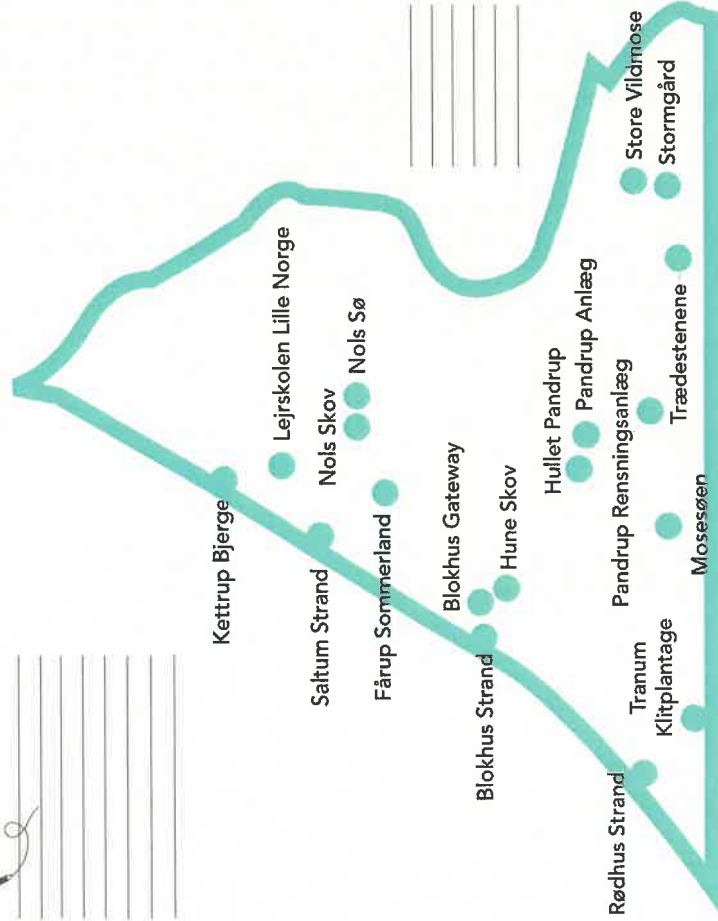 Kettrup Bjerge
Lejrskolen Lille Norge
Saltum Strand
Nols Skov
Nols Sø
Fårup Sommerland
Blokhus Gateway
Hune Skov
Blokhus Strand
Hullet Pandrup
Pandrup Anlæg
Rødhus Strand
Tranum
Klitplantage
Pandrup Rensningsanlæg
Mosesøen
Trædestenene
Store Vildmose
Stormgård